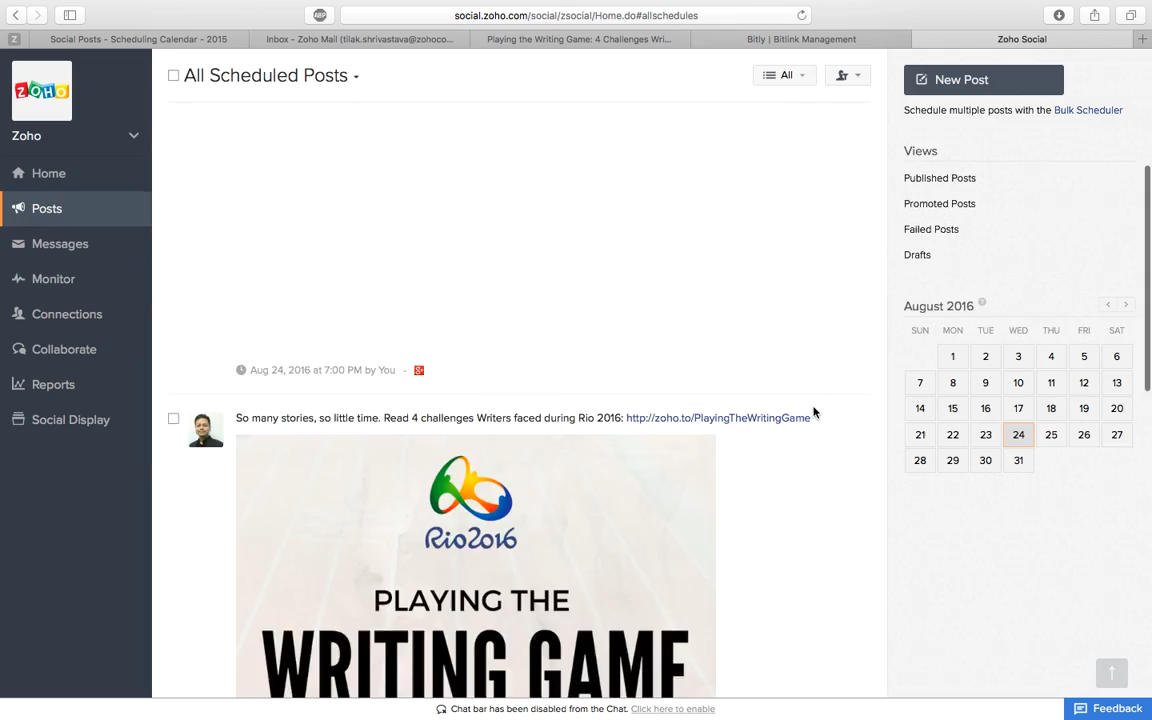 social.zoho.com/social/zsocial/Home.do#allschedules
ABP
Z
Social Posts - Scheduling Calendar - 2015
Inbox - Zoho Mail (tilak.shrivastava@zohoco...
Playing the Writing Game: 4 Challenges Wri...
Bitly | Bitlink Management
Zoho Social
ZOHO
Zoho
Home
Posts
Messages
Monitor
Connections
Collaborate
Reports
Social Display
All Scheduled Posts
All
Aug 24, 2016 at 7:00 PM by You -
So many stories, so little time. Read 4 challenges Writers faced during Rio 2016: http://zoho.to/PlayingTheWritingGame
Rio2016
PLAYING THE
WRITING GAME
New Post
Schedule multiple posts with the Bulk Scheduler
Views
Published Posts
Promoted Posts
Failed Posts
Drafts
August 2016
SUN MON TUE WED THU FRI SAT
1 2 3 4 5 6
7 8 9 10 11 12 13
14 15 16 17 18 19 20
21 22 23 24 25 26 27
28 29 30 31
Chat bar has been disabled from the Chat. Click here to enable
Feedback